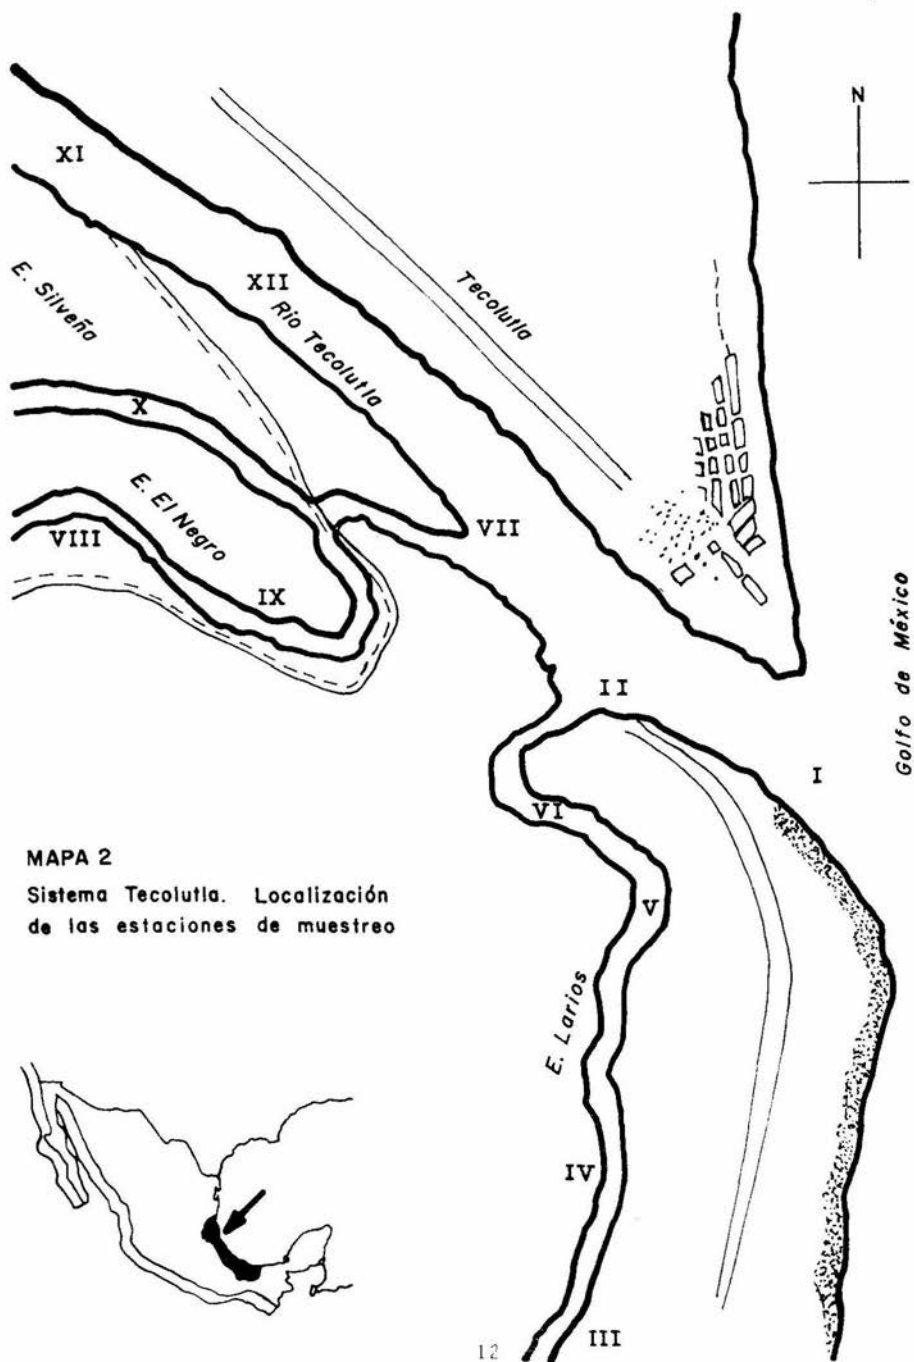 N
XI
E. Silveña
XII
Rio Tecolutla
Tecolutla
X
E. El Negro
VIII
VII
IX
II
Golfo de México
I
VI
MAPA 2
Sistema Tecolutla. Localización
de las estaciones de muestreo
V
E. Larios
IV
III
12